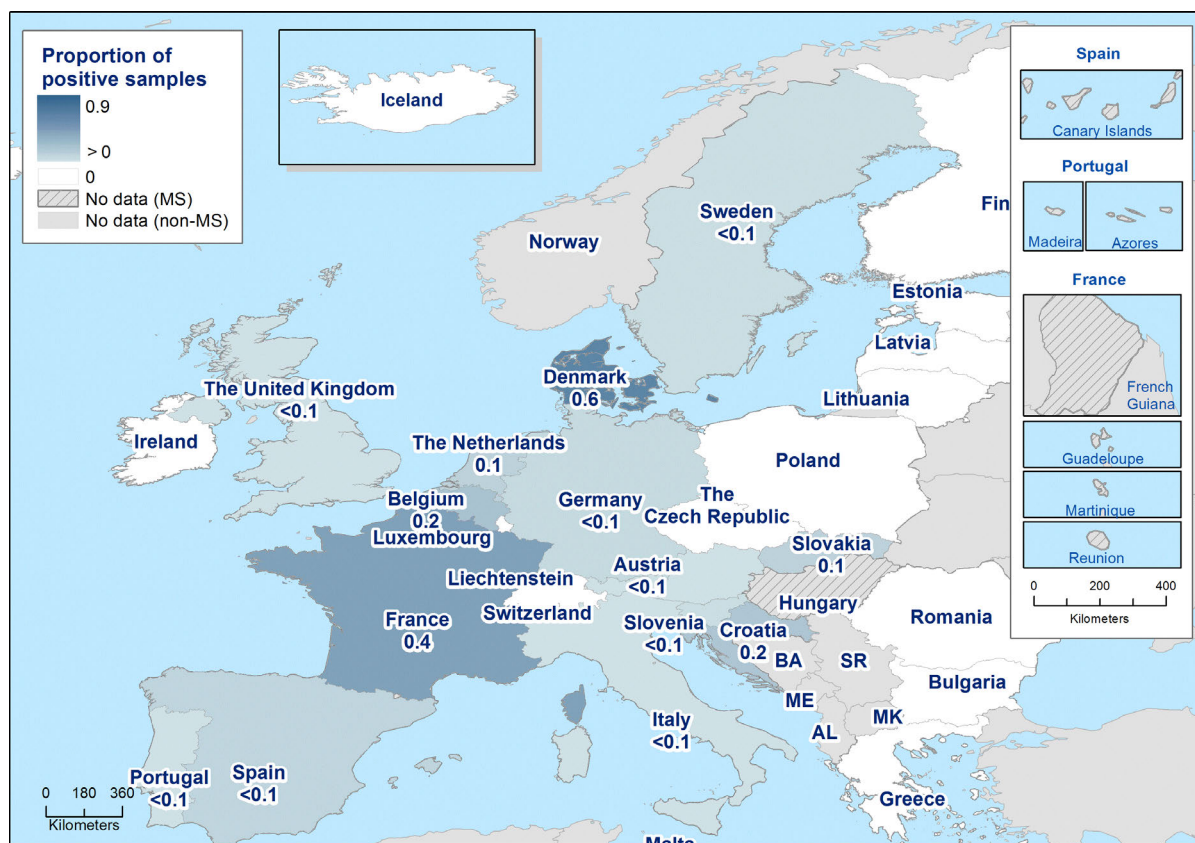 Proportion of
positive samples
0.9
> 0
0
No data (MS)
No data (non-MS)
Iceland
Spain
Canary Islands
Portugal
Madeira
Azores
France
French
Guiana
Guadeloupe
Martinique
Reunion
0 200 400
Kilometers
Norway
Sweden
<0.1
Fin
Estonia
Latvia
Lithuania
Denmark
0.6
The United Kingdom
<0.1
Ireland
The Netherlands
0.1
Belgium
0.2
Luxembourg
Germany
<0.1
Poland
The
Czech Republic
Slovakia
0.1
Liechtenstein
Austria
<0.1
Switzerland
Hungary
Romania
France
0.4
Slovenia
<0.1
Croatia
0.2
BA
SR
Bulgaria
ME
MK
AL
Italy
<0.1
Portugal
<0.1
Spain
<0.1
Greece
Malta
0 180 360
Kilometers